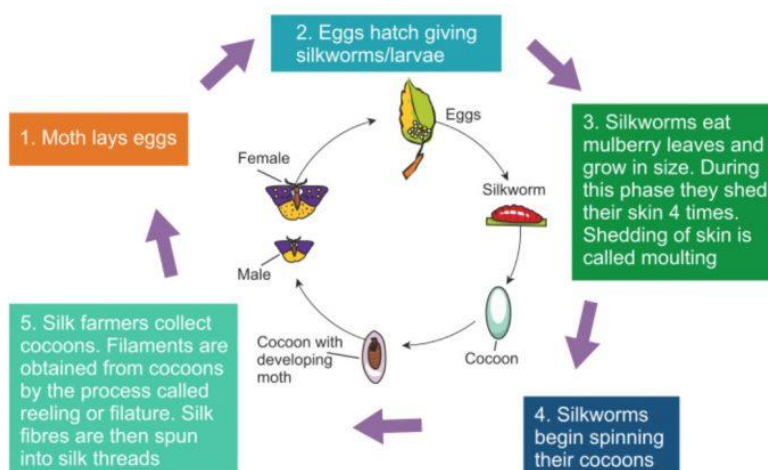 1. Moth lays eggs
2. Eggs hatch giving
silkworms/larvae
3. Silkworms eat
mulberry leaves and
grow in size. During
this phase they shed
their skin 4 times.
Shedding of skin is
called moulting
4. Silkworms
begin spinning
their cocoons
5. Silk farmers collect
cocoons. Filaments are
obtained from cocoons
by the process called
reeling or filature. Silk
fibres are then spun
into silk threads
Eggs
Silkworm
Cocoon
Cocoon with
developing
moth
Male
Female